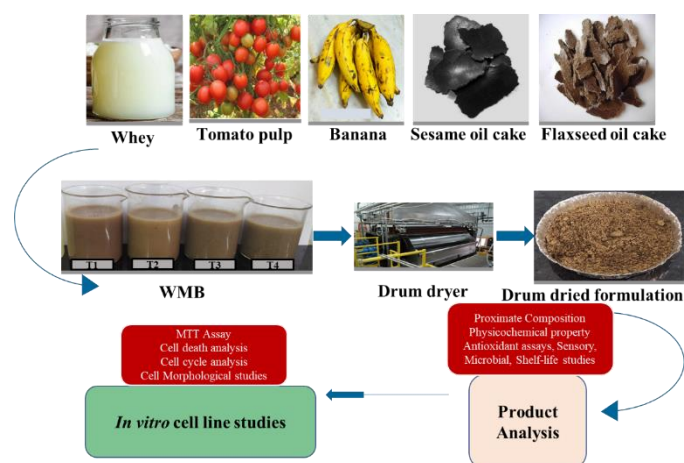 Whey
Tomato pulp
Banana
Sesame oil cake
Flaxseed oil cake
T1
T2
T3
T4
WMB
Drum dryer
Drum dried formulation
MTT Assay
Cell death analysis
Cell cycle analysis
Cell Morphological studies
In vitro cell line studies
Proximate Composition
Physicochemical property
Antioxidant assays, Sensory,
Microbial, Shelf-life studies
Product
Analysis